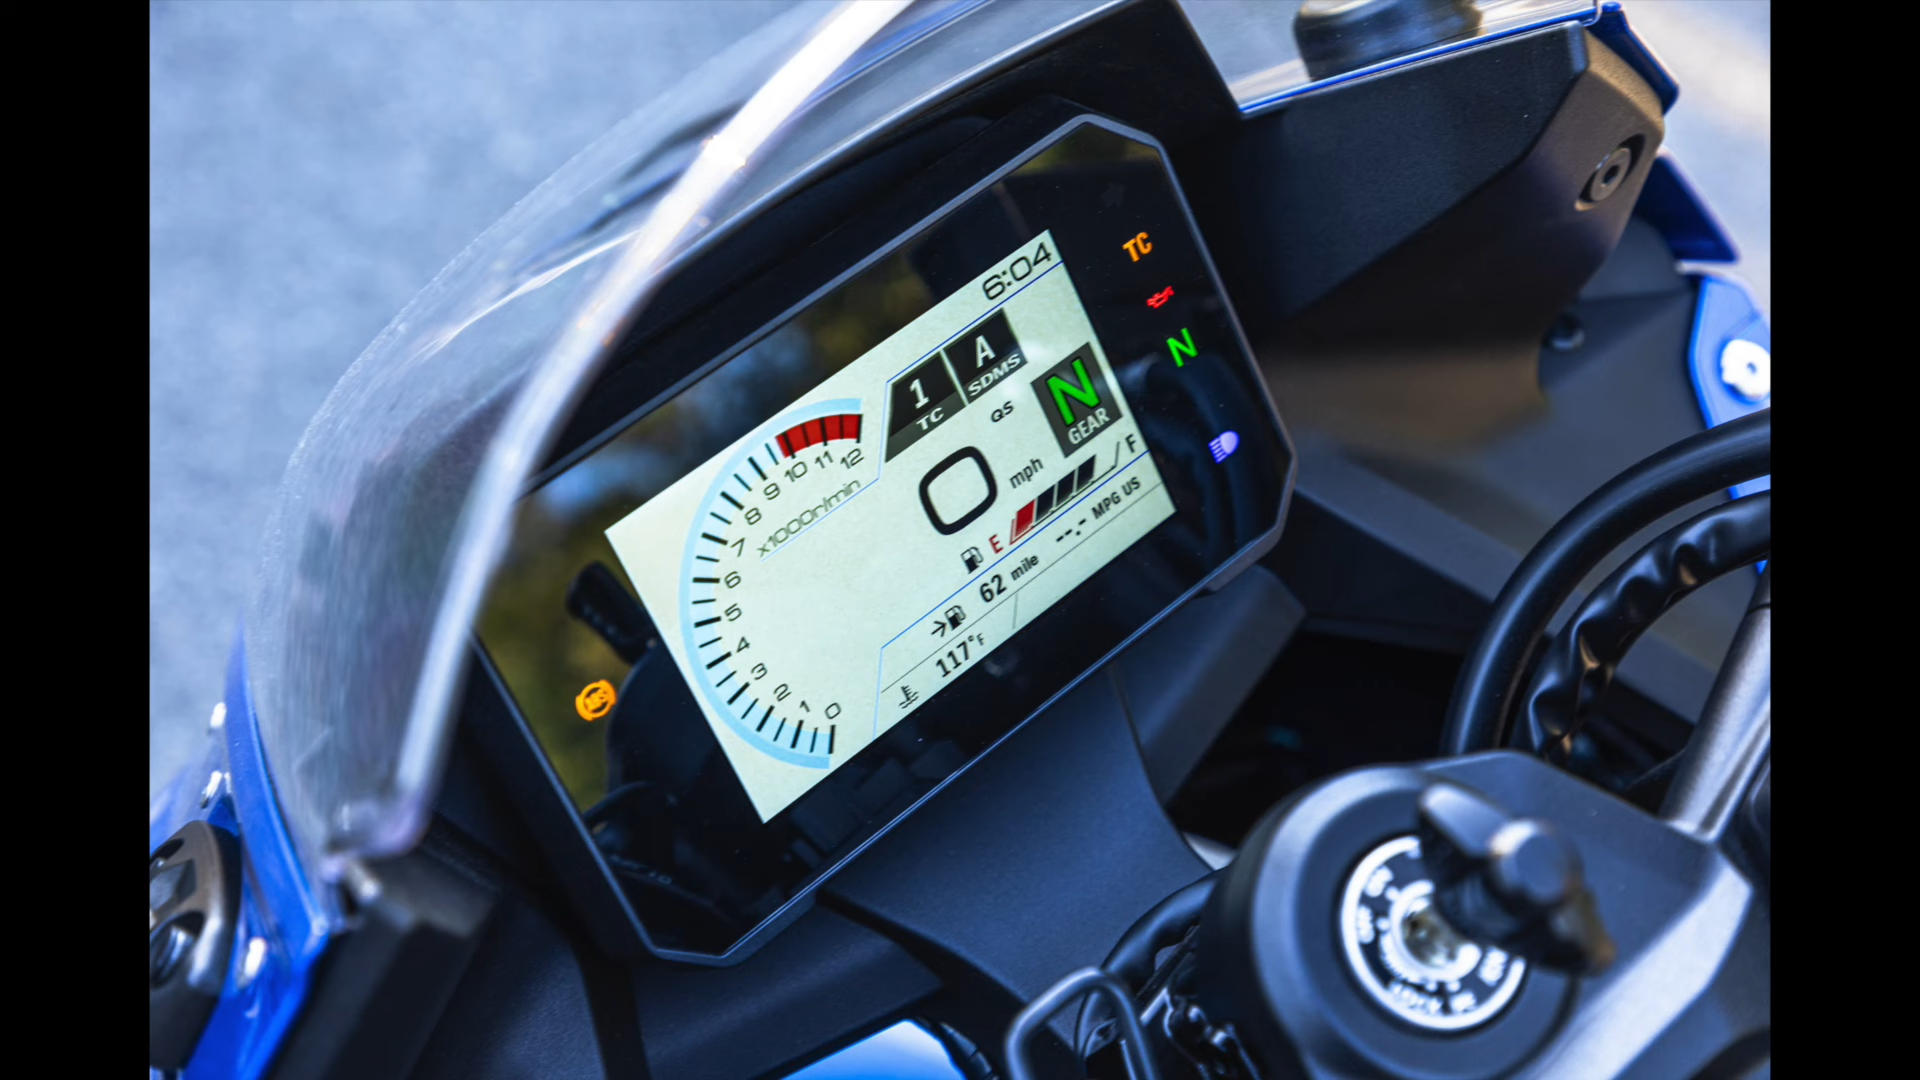 6:04
TC
1
TC
A
SDMS
N
QS
N
GEAR
12
11
10
9
8
7
6
5
4
3
2
1
0
x1000r/min
0 mph
E F
62 mile
--.- MPG US
117°F